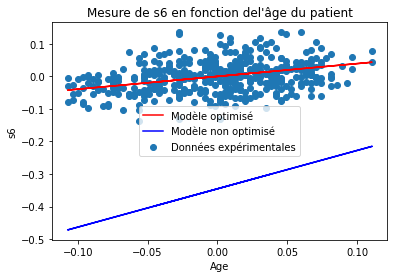 Mesure de s6 en fonction del'âge du patient
0.1
0.0
-0.1
-0.2
-0.3
-0.4
-0.5
s6
Modèle optimisé
Modèle non optimisé
Données expérimentales
-0.10
-0.05
0.00
0.05
0.10
Age